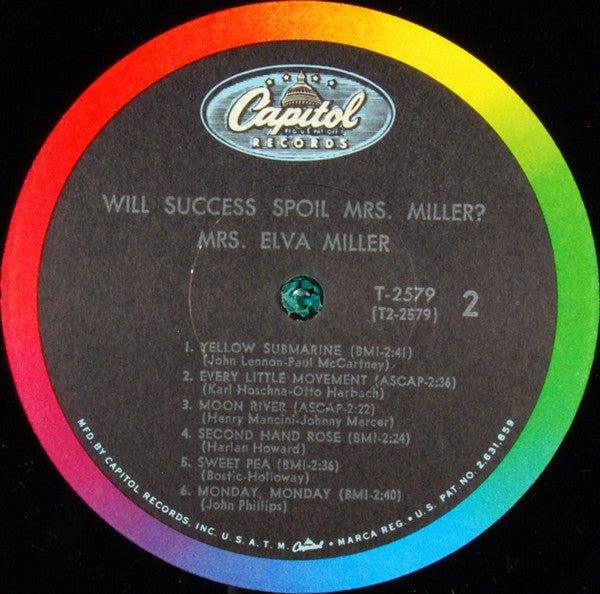 Capitol
REG. U.S. PAT. OFF.
RECORDS
WILL SUCCESS SPOIL MRS. MILLER?
MRS. ELVA MILLER
T-2579
(T2-2579)
2
1. YELLOW SUBMARINE (BMI-2:41)
(John Lennon-Paul McCartney)
2. EVERY LITTLE MOVEMENT (ASCAP-2:36)
(Karl Hoschna-Otto Harbach)
3. MOON RIVER (ASCAP-2:22)
(Henry Mancini-Johnny Mercer)
4. SECOND HAND ROSE (BMI-2:24)
(Harlan Howard)
5. SWEET PEA (BMI-2:36)
(Bostic-Holloway)
6. MONDAY, MONDAY (BMI-2:40)
(John Phillips)
MFD. BY CAPITOL RECORDS, INC. U.S.A. T.M. Capitol • MARCA REG. • U.S. PAT. NO. 2,631,859